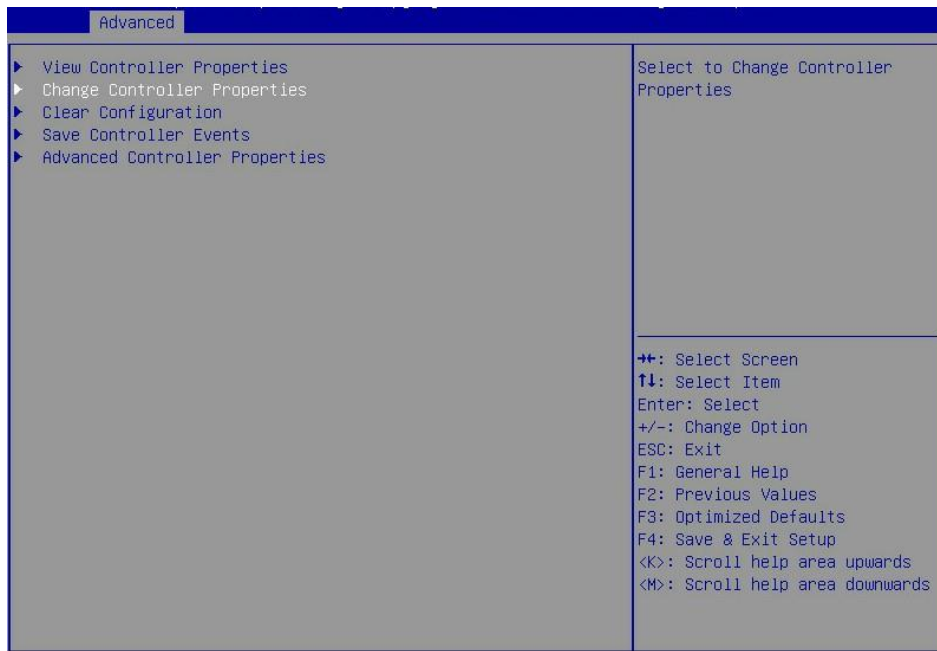 Advanced
View Controller Properties
Change Controller Properties
Clear Configuration
Save Controller Events
Advanced Controller Properties
Select to Change Controller
Properties
→←: Select Screen
↑↓: Select Item
Enter: Select
+/-: Change Option
ESC: Exit
F1: General Help
F2: Previous Values
F3: Optimized Defaults
F4: Save & Exit Setup
<K>: Scroll help area upwards
<M>: Scroll help area downwards